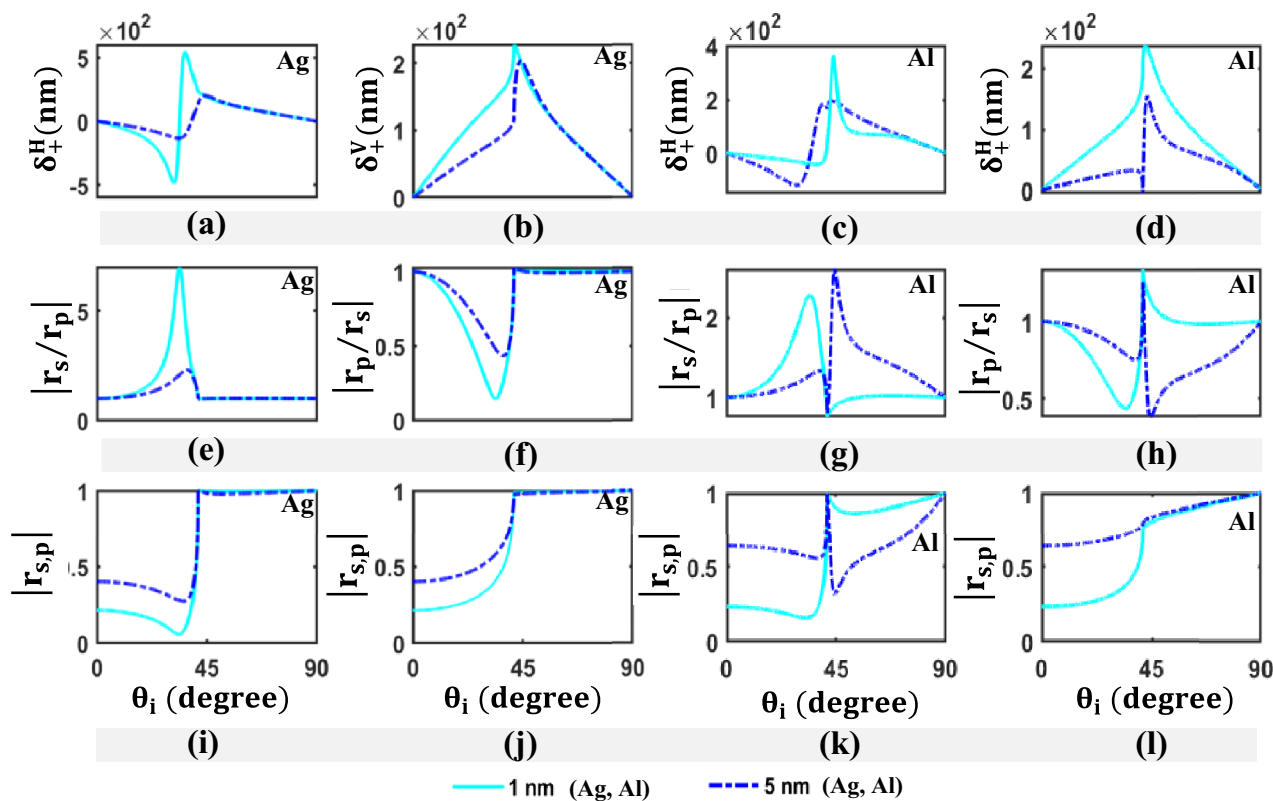 ×10² ×10² ×10² ×10²
δ₊ᴴ(nm) 5 0 -5 Ag
δ₊ⱽ(nm) 2 1 0 Ag
δ₊ᴴ(nm) 4 2 0 Al
δ₊ᴴ(nm) 2 1 0 Al
(a) (b) (c) (d)
|rₛ/rₚ| 5 0 Ag
|rₚ/rₛ| 1 0.5 0 Ag
|rₛ/rₚ| 2 1 Al
|rₚ/rₛ| 1 0.5 Al
(e) (f) (g) (h)
|rₛ,ₚ| 1 0.5 0 Ag
|rₛ,ₚ| 1 0.5 0 Ag
|rₛ,ₚ| 1 0.5 0 Al
|rₛ,ₚ| 1 0.5 0 Al
0 45 90 0 45 90 0 45 90 0 45 90
θᵢ (degree) θᵢ (degree) θᵢ (degree) θᵢ (degree)
(i) (j) (k) (l)
1 nm (Ag, Al) 5 nm (Ag, Al)